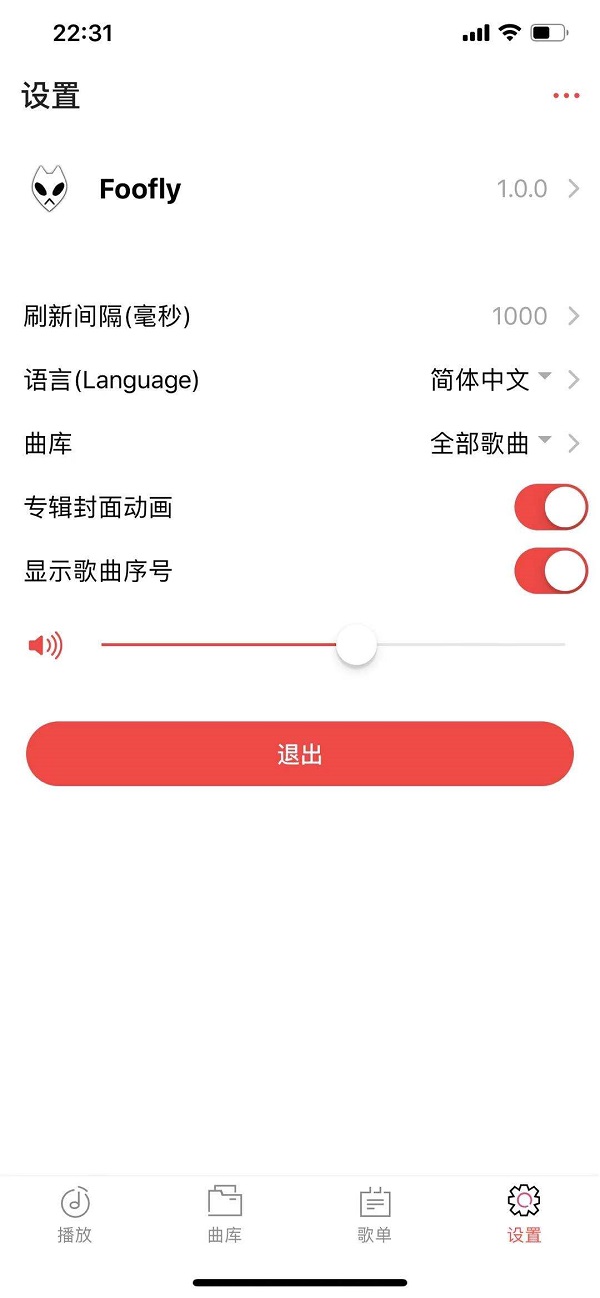 22:31
设置
Foofly 1.0.0
刷新间隔(毫秒) 1000
语言(Language) 简体中文
曲库 全部歌曲
专辑封面动画
显示歌曲序号
退出
播放 曲库 歌单 设置